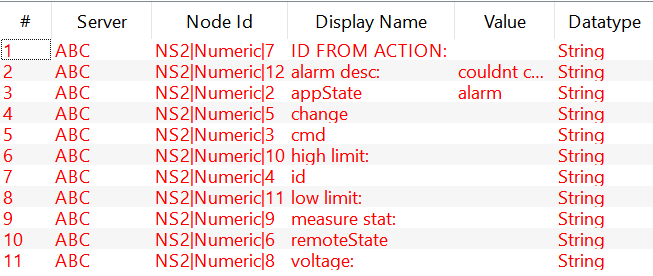 # Server Node Id Display Name Value Datatype
1 ABC NS2|Numeric|7 ID FROM ACTION: String
2 ABC NS2|Numeric|12 alarm desc: couldnt c... String
3 ABC NS2|Numeric|2 appState alarm String
4 ABC NS2|Numeric|5 change String
5 ABC NS2|Numeric|3 cmd String
6 ABC NS2|Numeric|10 high limit: String
7 ABC NS2|Numeric|4 id String
8 ABC NS2|Numeric|11 low limit: String
9 ABC NS2|Numeric|9 measure stat: String
10 ABC NS2|Numeric|6 remoteState String
11 ABC NS2|Numeric|8 voltage: String